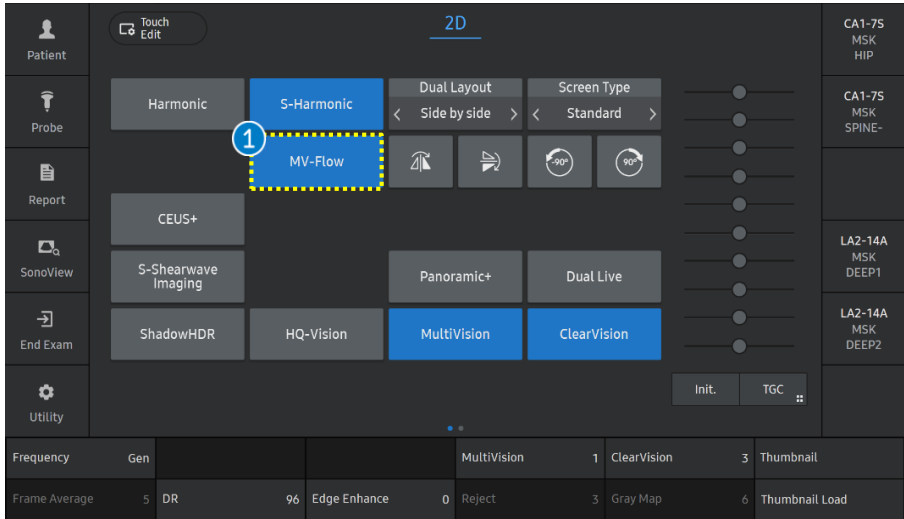 Touch
Edit
2D
Patient
Probe
Report
SonoView
End Exam
Utility
Harmonic
S-Harmonic
Dual Layout
< Side by side >
Screen Type
< Standard >
1
MV-Flow
-90°
90°
CEUS+
S-Shearwave
Imaging
Panoramic+
Dual Live
ShadowHDR
HQ-Vision
MultiVision
ClearVision
Init.
TGC
CA1-7S
MSK
HIP
CA1-7S
MSK
SPINE-
LA2-14A
MSK
DEEP1
LA2-14A
MSK
DEEP2
Frequency Gen
MultiVision 1
ClearVision 3
Thumbnail
Frame Average 5
DR 96
Edge Enhance 0
Reject 3
Gray Map 6
Thumbnail Load